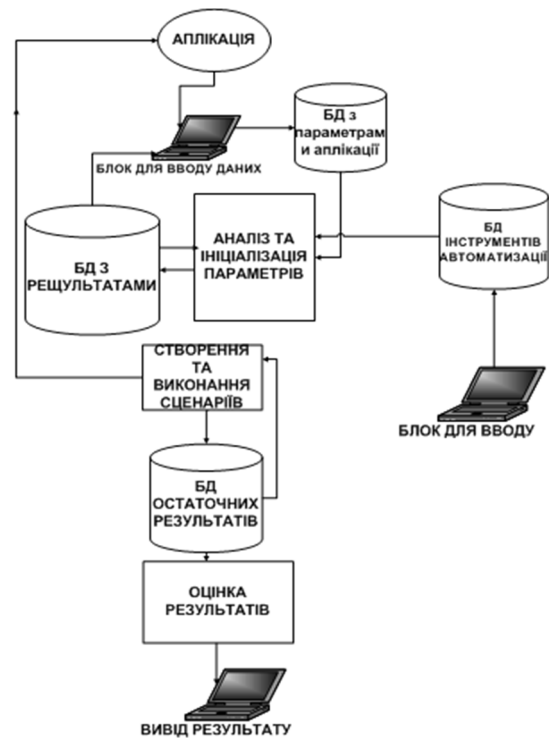 АПЛІКАЦІЯ
БД з
параметрам
и аплікації
БЛОК ДЛЯ ВВОДУ ДАНИХ
БД З
РЕЩУЛЬТАТАМИ
АНАЛІЗ ТА
ІНІЦІАЛІЗАЦІЯ
ПАРАМЕТРІВ
БД
ІНСТРУМЕНТІВ
АВТОМАТИЗАЦІЇ
СТВОРЕННЯ
ТА
ВИКОНАННЯ
СЦЕНАРІЇВ
БЛОК ДЛЯ ВВОДУ
БД
ОСТАТОЧНИХ
РЕЗУЛЬТАТІВ
ОЦІНКА
РЕЗУЛЬТАТІВ
ВИВІД РЕЗУЛЬТАТУ